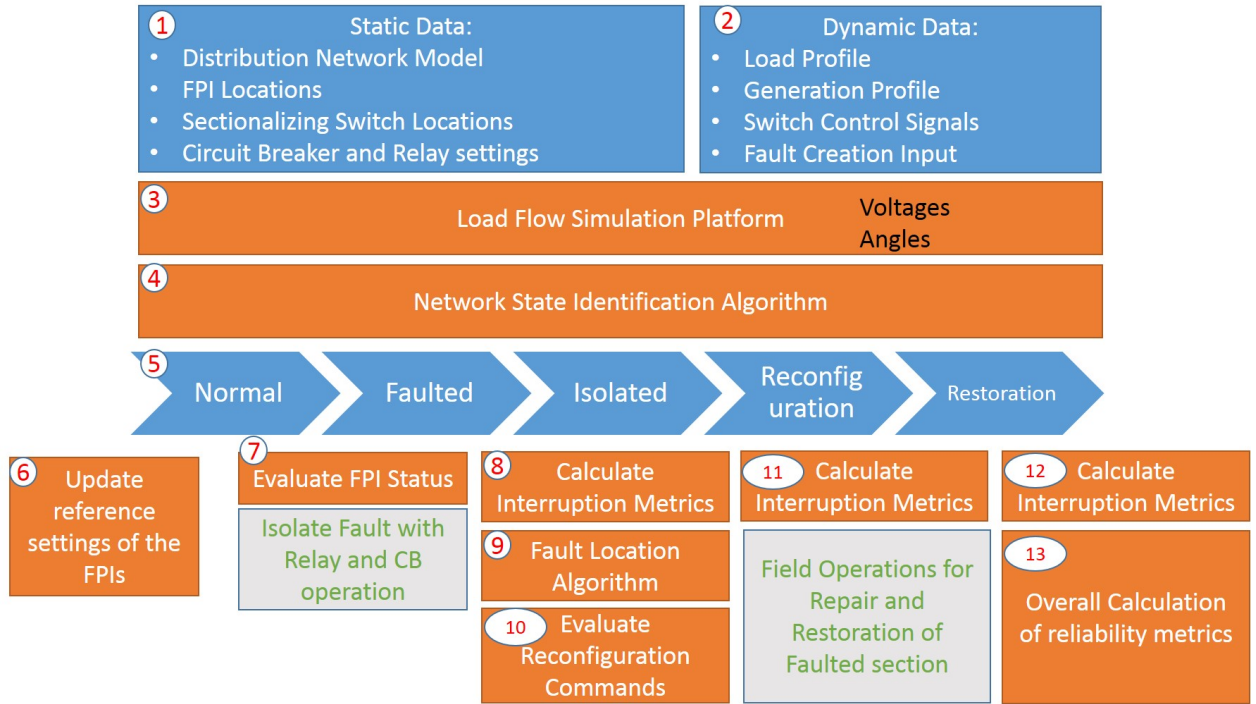 1
Static Data:
• Distribution Network Model
• FPI Locations
• Sectionalizing Switch Locations
• Circuit Breaker and Relay settings
2
Dynamic Data:
• Load Profile
• Generation Profile
• Switch Control Signals
• Fault Creation Input
3
Load Flow Simulation Platform
Voltages
Angles
4
Network State Identification Algorithm
5
Normal
Faulted
Isolated
Reconfig
uration
Restoration
6
Update
reference
settings of the
FPIs
7
Evaluate FPI Status
Isolate Fault with
Relay and CB
operation
8
Calculate
Interruption Metrics
9
Fault Location
Algorithm
10
Evaluate
Reconfiguration
Commands
11
Calculate
Interruption Metrics
Field Operations for
Repair and
Restoration of
Faulted section
12
Calculate
Interruption Metrics
13
Overall Calculation
of reliability metrics